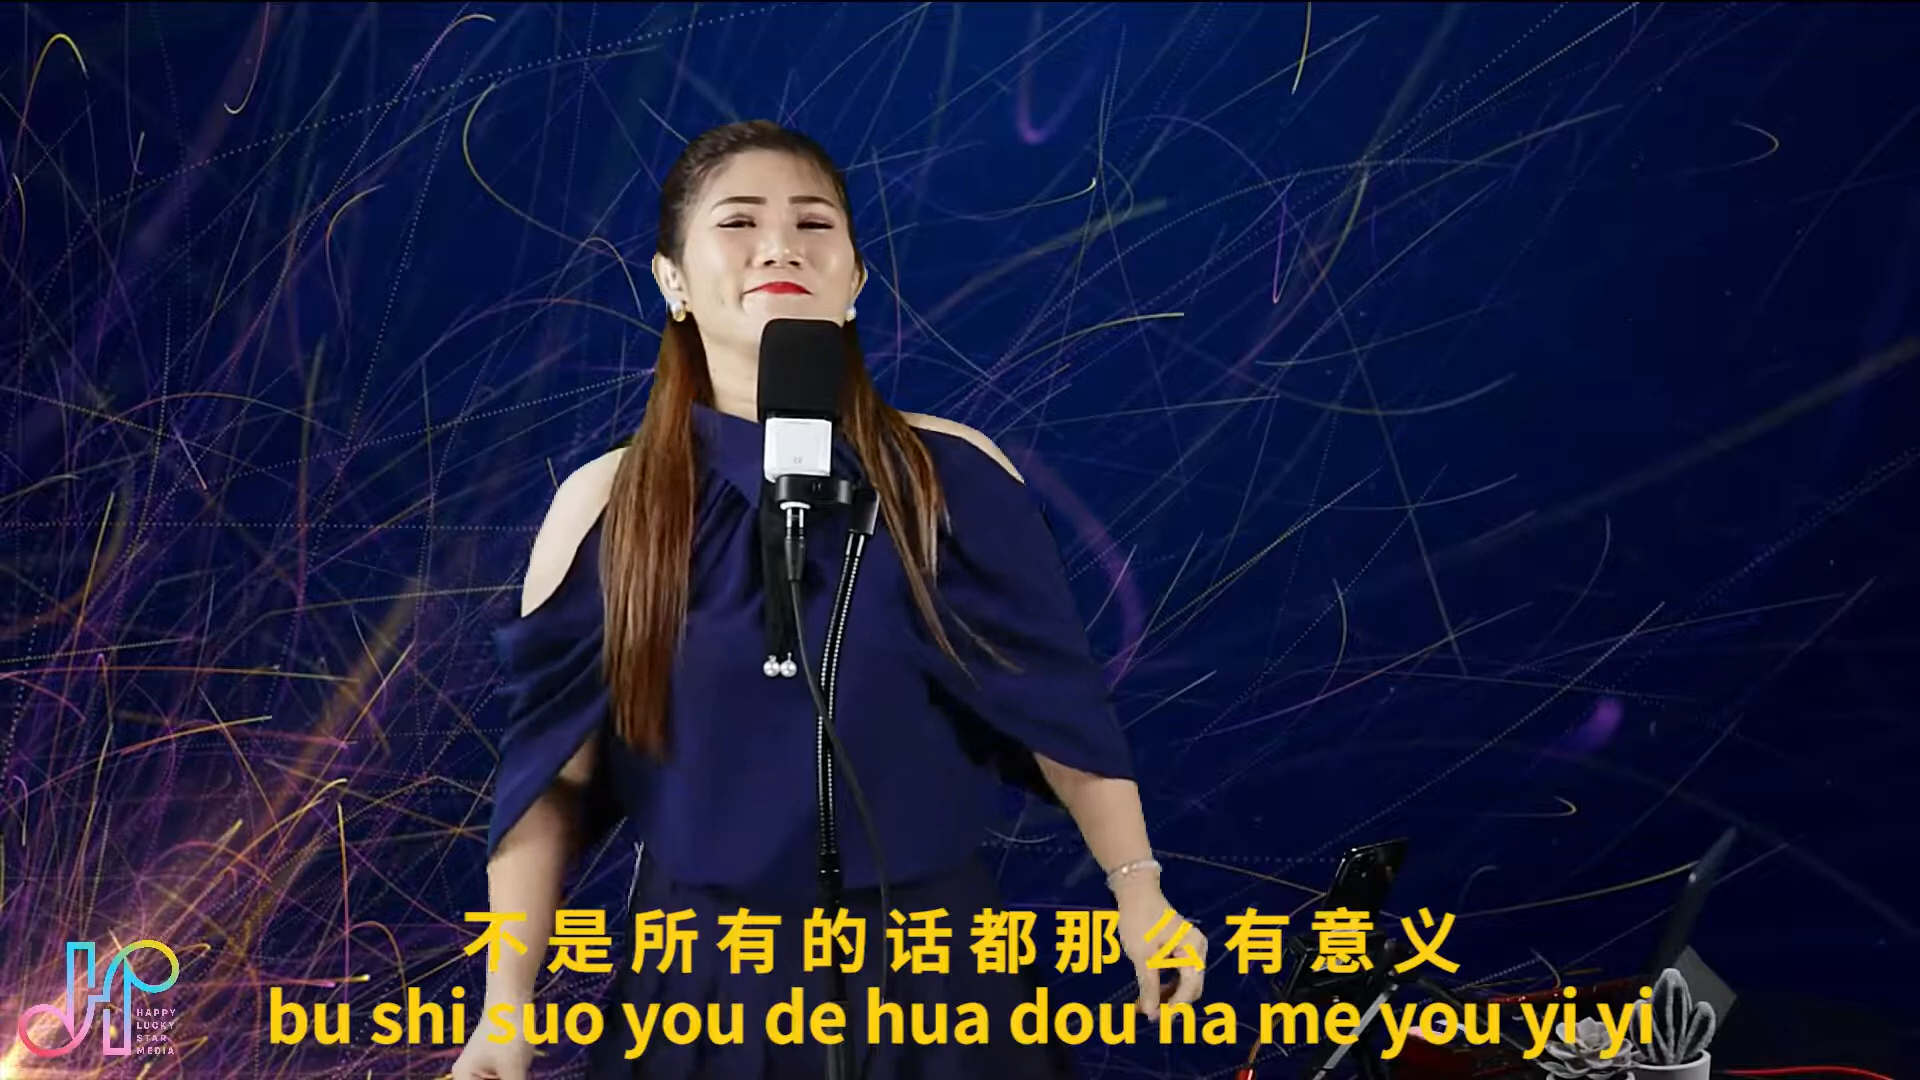 不是所有的话都那么有意义
bu shi suo you de hua dou na me you yi yi
HAPPY
LUCKY
STAR
MEDIA